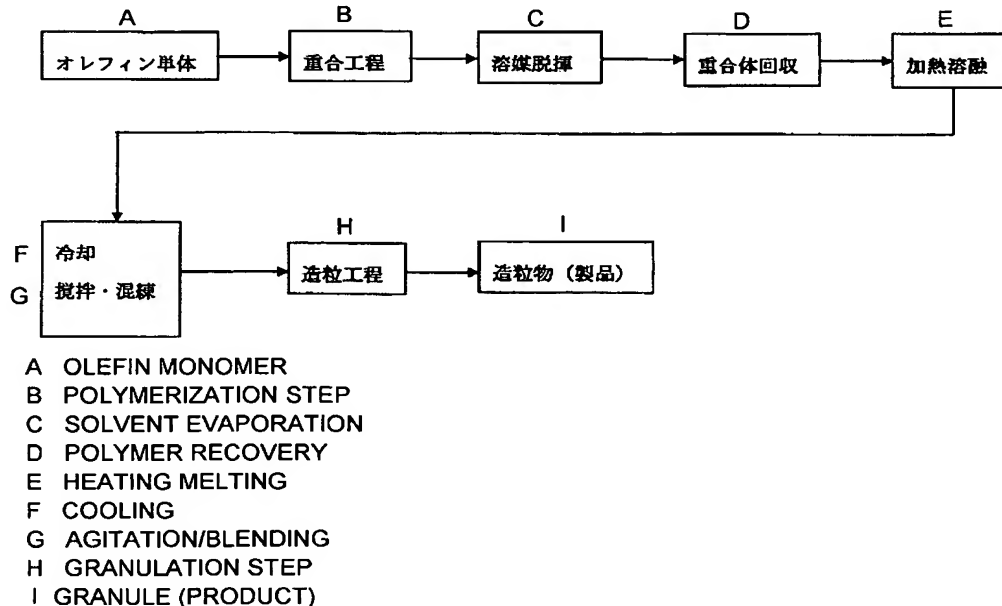 A
B
C
D
E
オレフィン単体
重合工程
溶媒脱揮
重合体回収
加熱溶融
F
冷却
G
撹拌・混練
H
造粒工程
I
造粒物（製品）
A OLEFIN MONOMER
B POLYMERIZATION STEP
C SOLVENT EVAPORATION
D POLYMER RECOVERY
E HEATING MELTING
F COOLING
G AGITATION/BLENDING
H GRANULATION STEP
I GRANULE (PRODUCT)